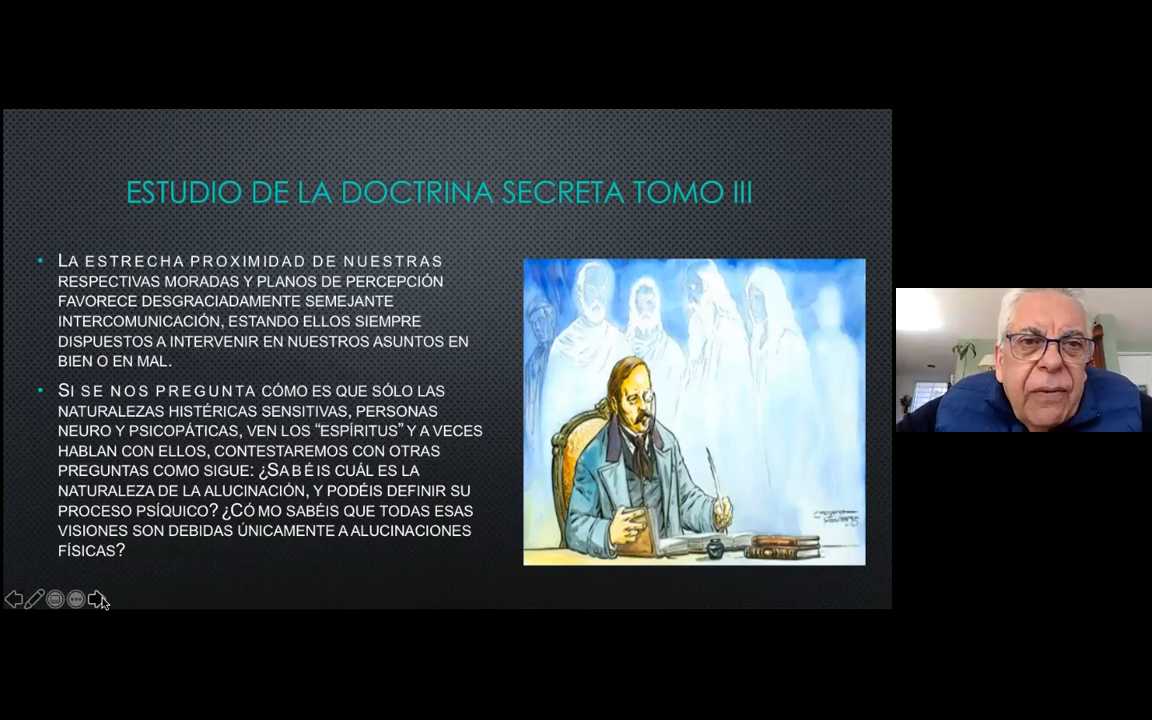 ESTUDIO DE LA DOCTRINA SECRETA TOMO III
• LA ESTRECHA PROXIMIDAD DE NUESTRAS
RESPECTIVAS MORADAS Y PLANOS DE PERCEPCIÓN
FAVORECE DESGRACIADAMENTE SEMEJANTE
INTERCOMUNICACIÓN, ESTANDO ELLOS SIEMPRE
DISPUESTOS A INTERVENIR EN NUESTROS ASUNTOS EN
BIEN O EN MAL.
• SI SE NOS PREGUNTA CÓMO ES QUE SÓLO LAS
NATURALEZAS HISTÉRICAS SENSITIVAS, PERSONAS
NEURO Y PSICOPÁTICAS, VEN LOS “ESPÍRITUS” Y A VECES
HABLAN CON ELLOS, CONTESTAREMOS CON OTRAS
PREGUNTAS COMO SIGUE: ¿SABÉIS CUÁL ES LA
NATURALEZA DE LA ALUCINACIÓN, Y PODÉIS DEFINIR SU
PROCESO PSÍQUICO? ¿CÓMO SABÉIS QUE TODAS ESAS
VISIONES SON DEBIDAS ÚNICAMENTE A ALUCINACIONES
FÍSICAS?